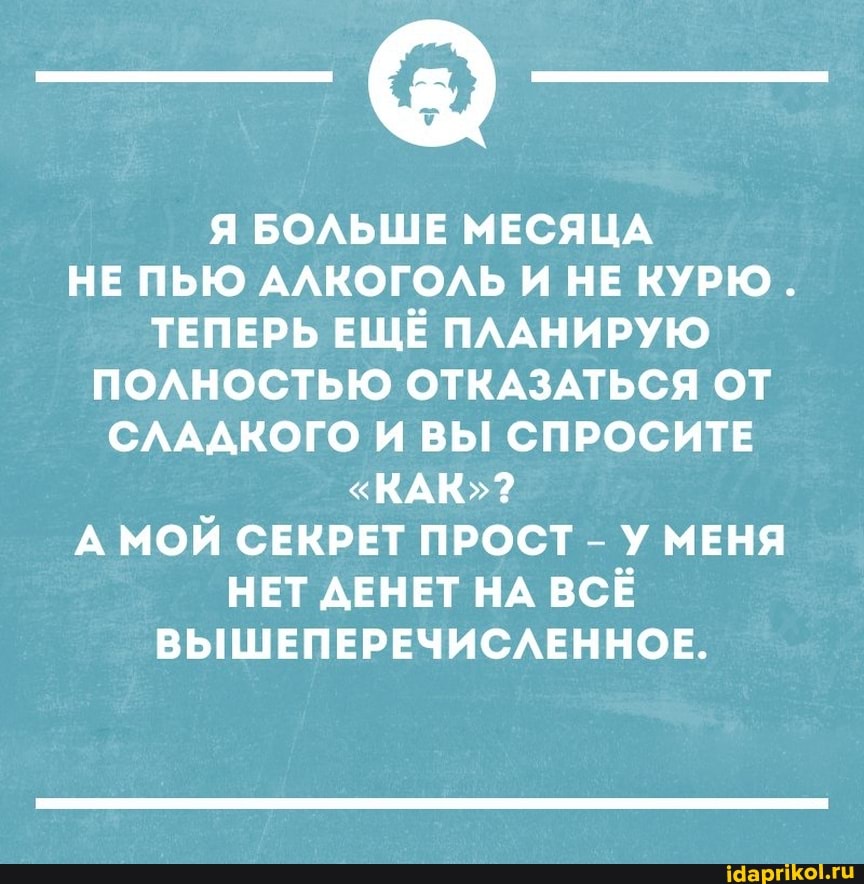 Я БОЛЬШЕ МЕСЯЦА
НЕ ПЬЮ АЛКОГОЛЬ И НЕ КУРЮ .
ТЕПЕРЬ ЕЩЁ ПЛАНИРУЮ
ПОЛНОСТЬЮ ОТКАЗАТЬСЯ ОТ
СЛАДКОГО И ВЫ СПРОСИТЕ
«КАК»?
А МОЙ СЕКРЕТ ПРОСТ – У МЕНЯ
НЕТ ДЕНЕТ НА ВСЁ
ВЫШЕПЕРЕЧИСЛЕННОЕ.
idaprikol.ru